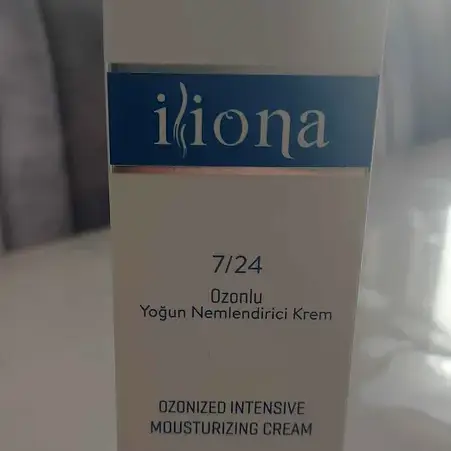 iliona
7/24
Ozonlu
Yoğun Nemlendirici Krem
OZONIZED INTENSIVE
MOUSTURIZING CREAM